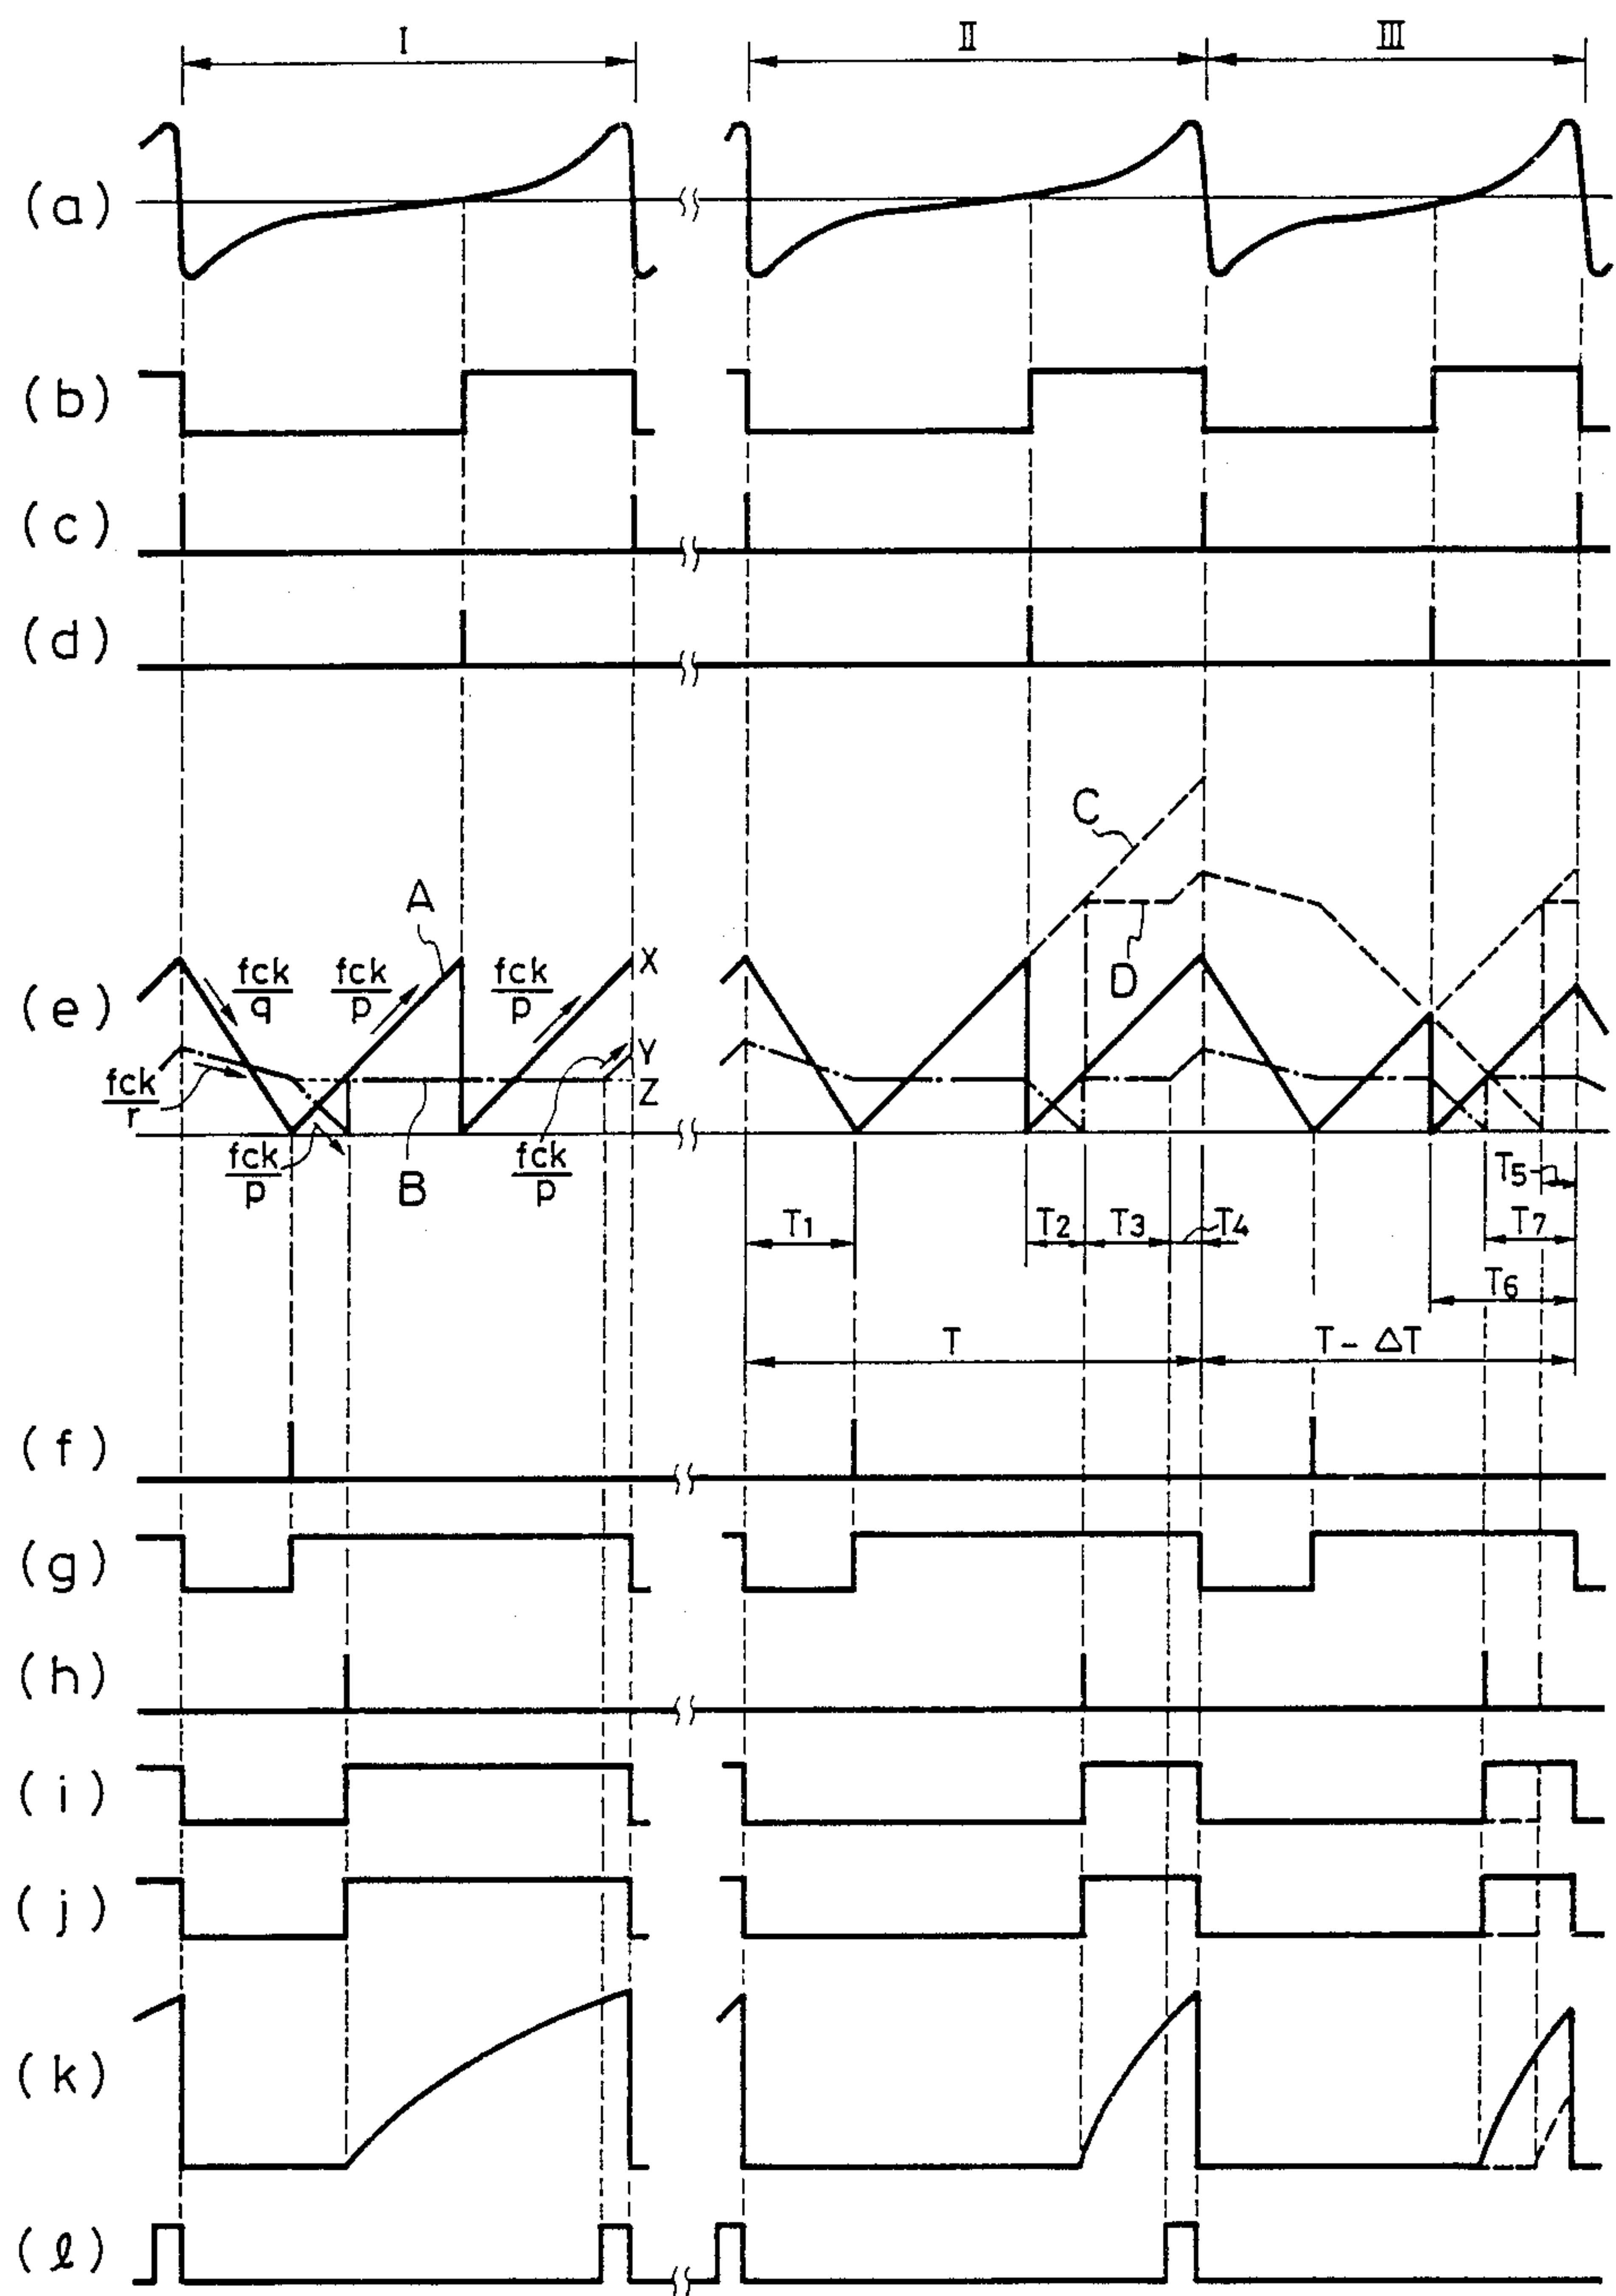 I II III
(a)
(b)
(c)
(d)
C
A
D
fck/q fck/p fck/p X
(e)
Y
fck/r Z
fck/p B fck/p
T5
T1 T2 T3 T4 T7
T6
T T - ΔT
(f)
(g)
(h)
(i)
(j)
(k)
(ℓ)